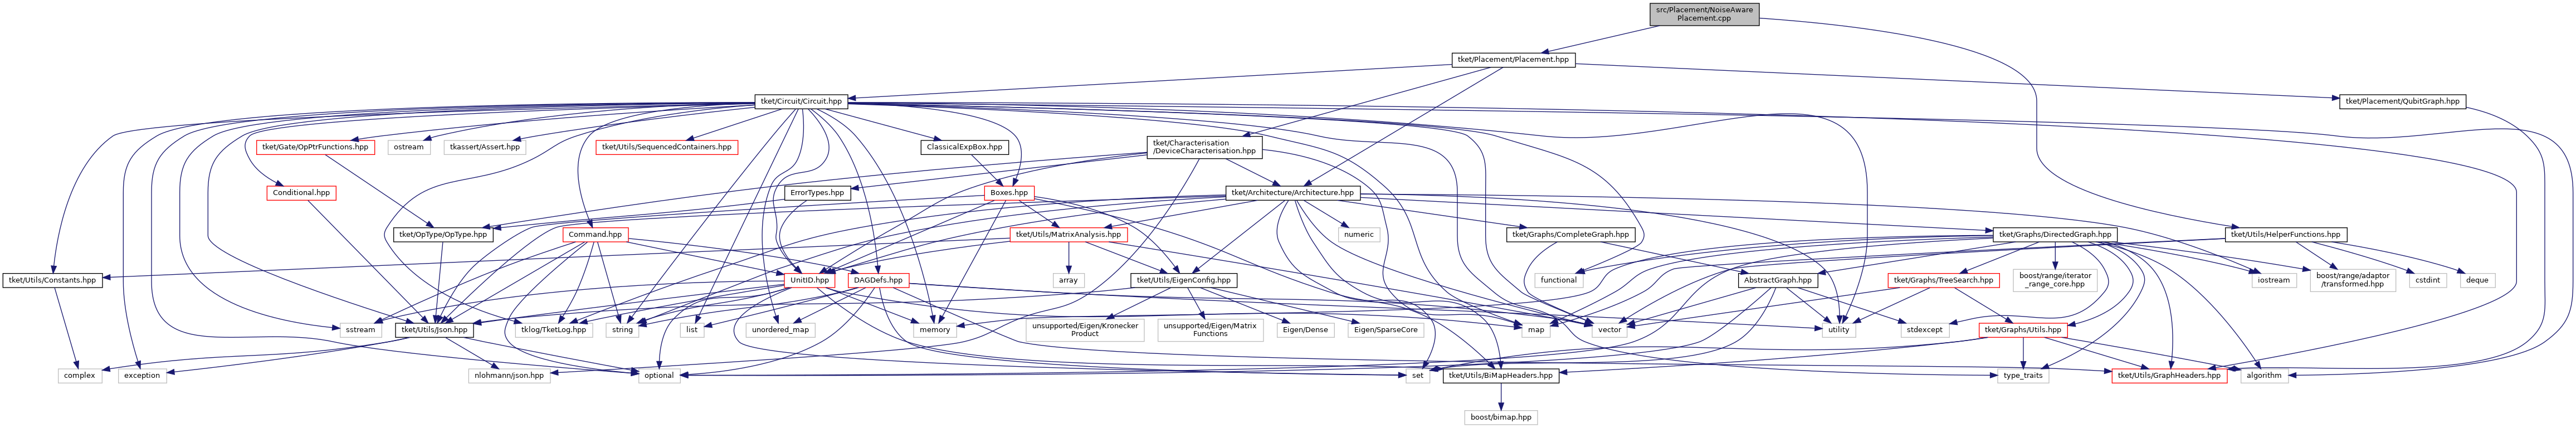 src/Placement/NoiseAware
Placement.cpp
tket/Placement/Placement.hpp
tket/Circuit/Circuit.hpp
tket/Placement/QubitGraph.hpp
tket/Gate/OpPtrFunctions.hpp
ostream
tkassert/Assert.hpp
tket/Utils/SequencedContainers.hpp
ClassicalExpBox.hpp
tket/Characterisation
/DeviceCharacterisation.hpp
Conditional.hpp
ErrorTypes.hpp
Boxes.hpp
tket/Architecture/Architecture.hpp
tket/OpType/OpType.hpp
Command.hpp
tket/Utils/MatrixAnalysis.hpp
numeric
tket/Graphs/CompleteGraph.hpp
tket/Graphs/DirectedGraph.hpp
tket/Utils/HelperFunctions.hpp
tket/Utils/Constants.hpp
UnitID.hpp
DAGDefs.hpp
array
tket/Utils/EigenConfig.hpp
functional
AbstractGraph.hpp
tket/Graphs/TreeSearch.hpp
boost/range/iterator
_range_core.hpp
iostream
boost/range/adaptor
/transformed.hpp
cstdint
deque
sstream
tket/Utils/Json.hpp
tklog/TketLog.hpp
string
list
unordered_map
memory
unsupported/Eigen/Kronecker
Product
unsupported/Eigen/Matrix
Functions
Eigen/Dense
Eigen/SparseCore
map
vector
utility
stdexcept
tket/Graphs/Utils.hpp
complex
exception
nlohmann/json.hpp
optional
set
tket/Utils/BiMapHeaders.hpp
type_traits
tket/Utils/GraphHeaders.hpp
algorithm
boost/bimap.hpp